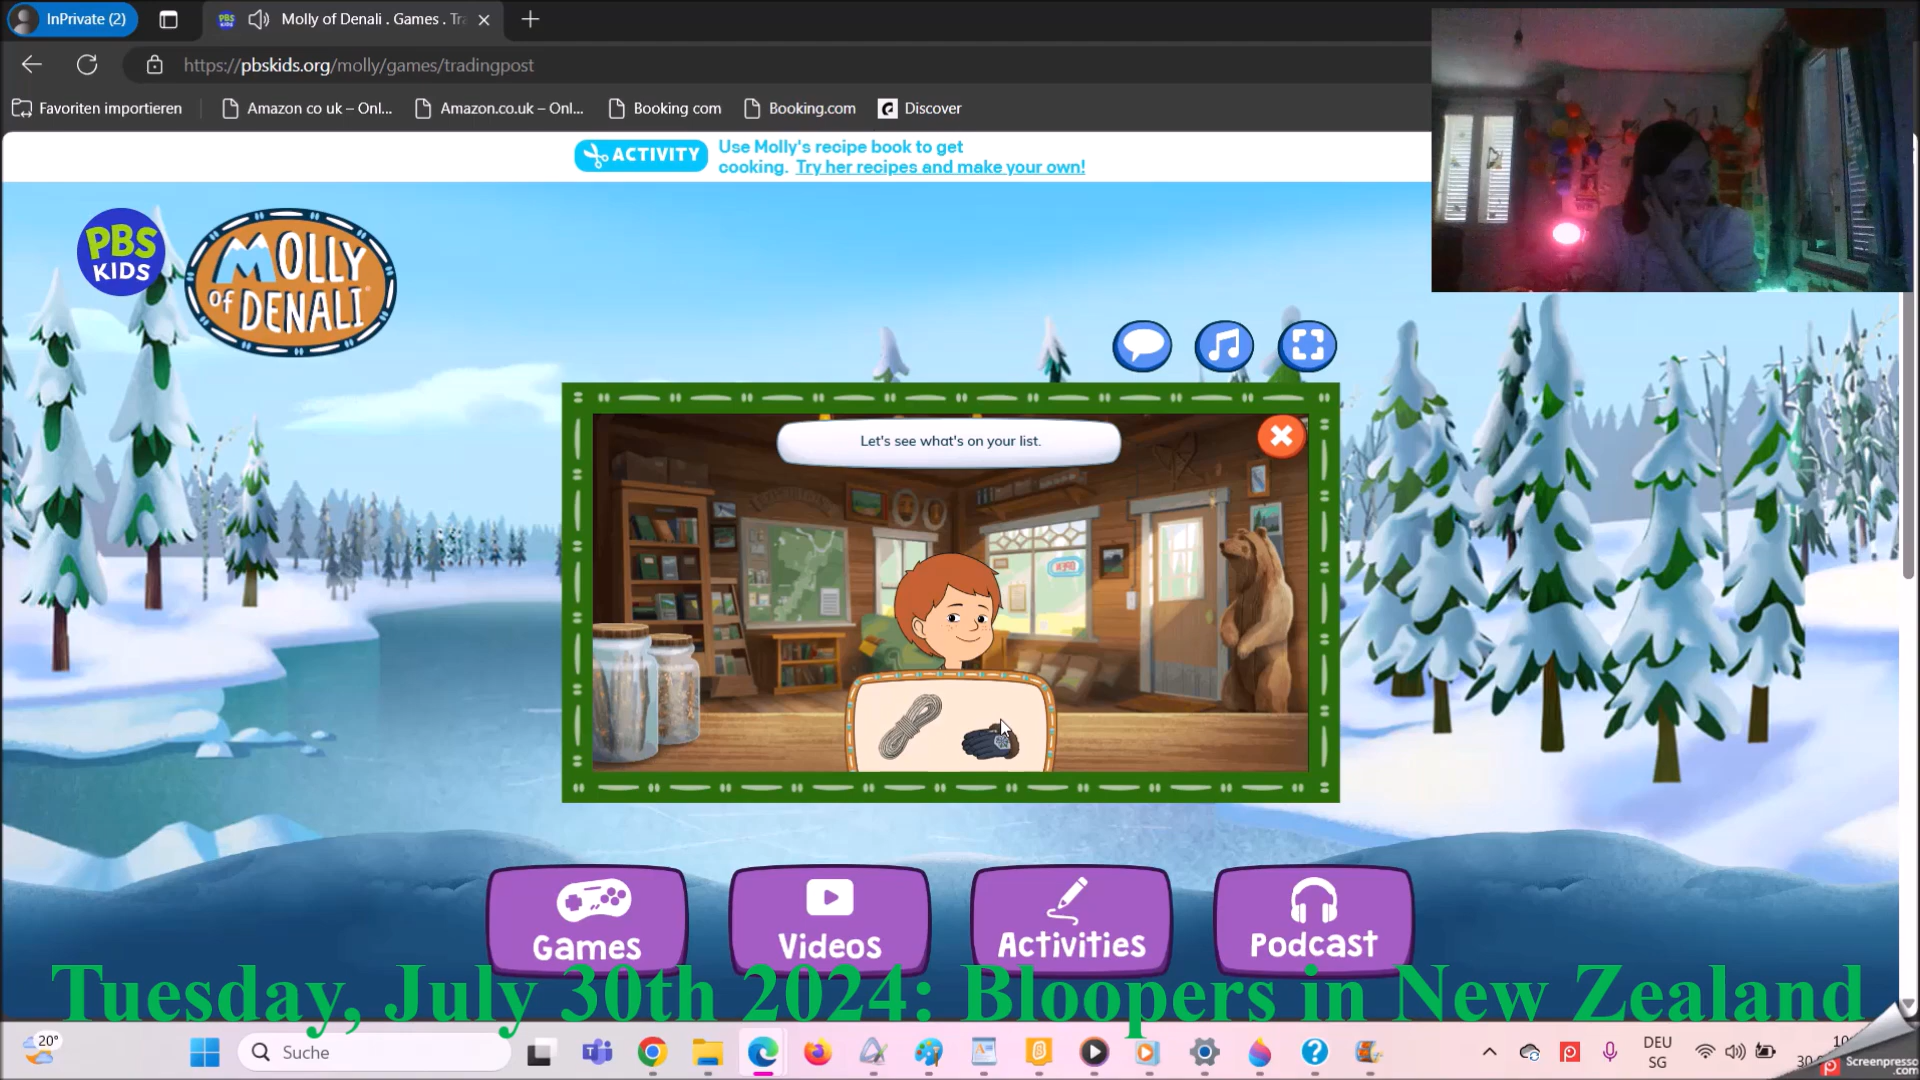 InPrivate (2)
Molly of Denali . Games . Tr
https://pbskids.org/molly/games/tradingpost
Favoriten importieren
Amazon co uk – Onl...
Amazon.co.uk – Onl...
Booking com
Booking.com
Discover
ACTIVITY
Use Molly's recipe book to get
cooking. Try her recipes and make your own!
PBS
KIDS
MOLLY
of DENALI
Let's see what's on your list.
Games
Videos
Activities
Podcast
Tuesday, July 30th 2024: Bloopers in New Zealand
20°
Suche
DEU
SG
Screenpresso
.com